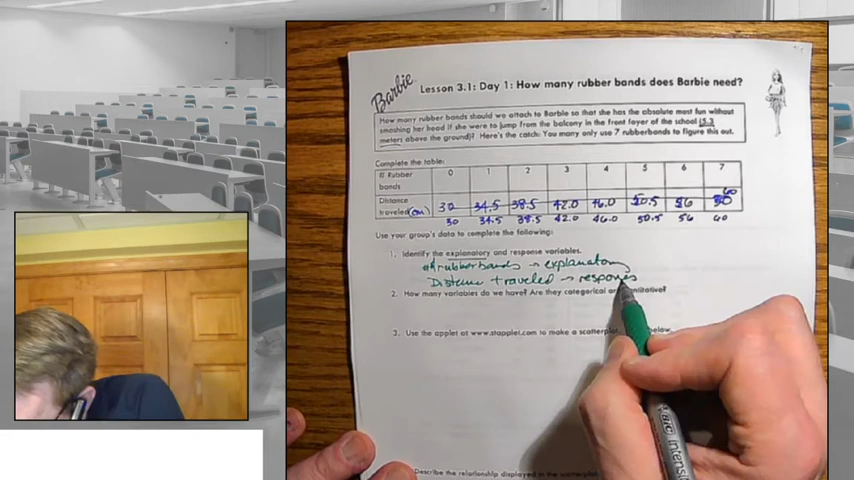 Barbie
Lesson 3.1: Day 1: How many rubber bands does Barbie need?
How many rubber bands should we attach to Barbie so that she has the absolute most fun without
smashing her head if she were to jump from the balcony in the front foyer of the school (5.3
meters above the ground)? Here's the catch: You many only use 7 rubberbands to figure this out.
Complete the table:
# Rubber bands 0 1 2 3 4 5 6 7
Distance traveled (cm) 30 34.5 38.5 42.0 46.0 50.5 56 60
30 34.5 38.5 42.0 46.0 50.5 56 60
Use your group's data to complete the following:
1. Identify the explanatory and response variables.
# rubber bands → explanatory
Distance traveled → respons
2. How many variables do we have? Are they categorical or quantitative?
3. Use the applet at www.stapplet.com to make a scatterplot. below.
Describe the relationship displayed in the scatterplot
BIC Intens